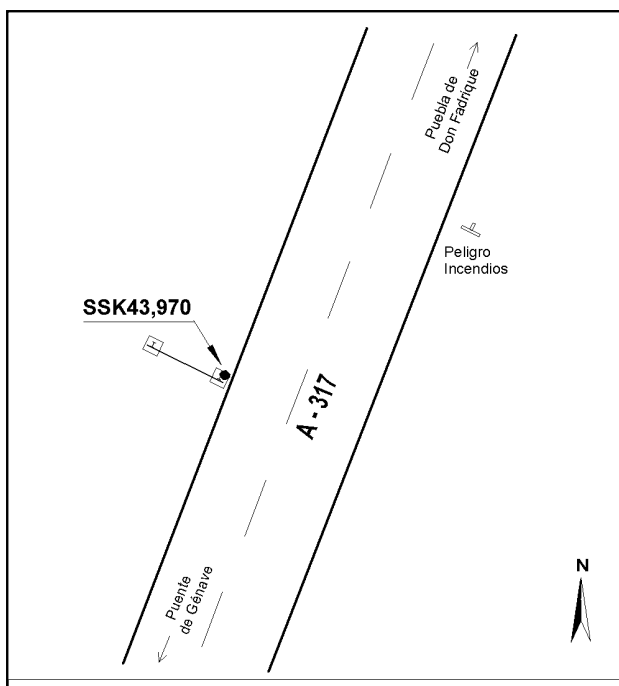 Puebla de
Don Fadrique
Peligro
Incendios
SSK43,970
A - 317
Puente
de Génave
N